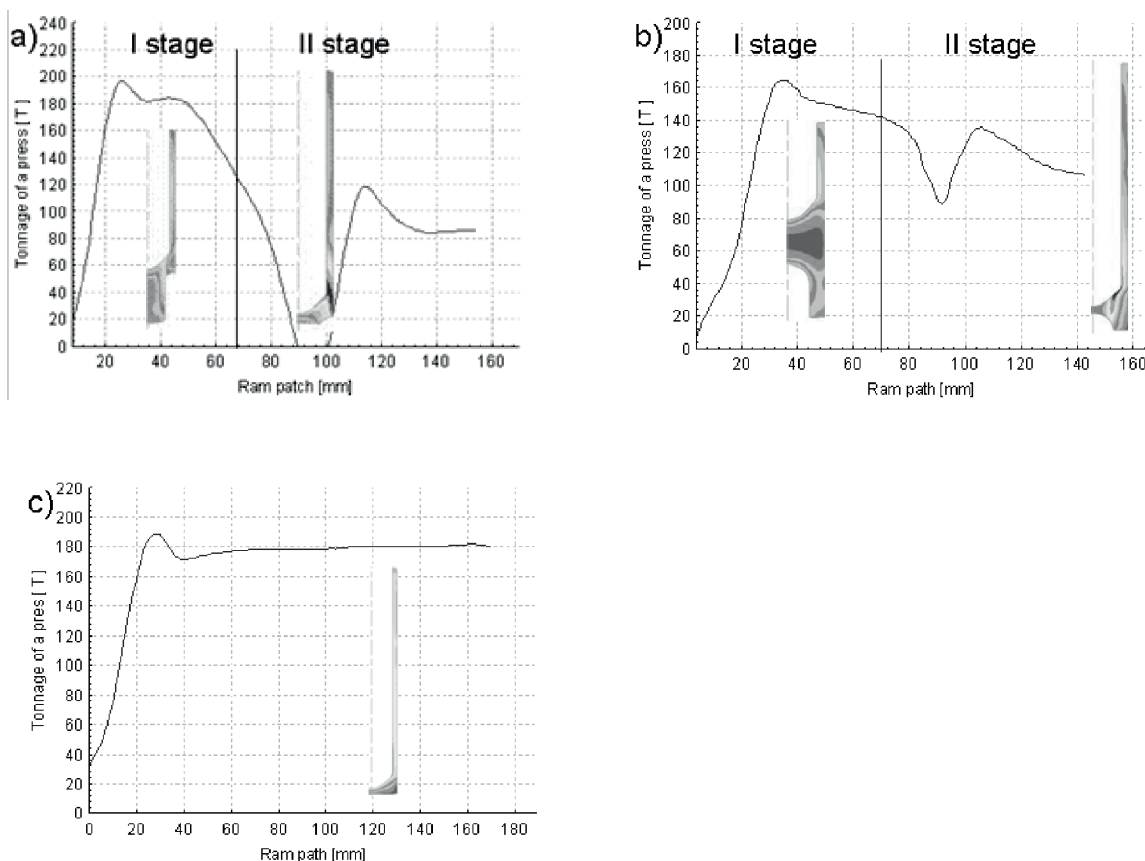 a)
I stage
II stage
Tonnage of a press [T]
240
220
200
180
160
140
120
100
80
60
40
20
0
20 40 60 80 100 120 140 160
Ram patch [mm]
b)
I stage
II stage
Tonnage of a press [T]
200
180
160
140
120
100
80
60
40
20
0
20 40 60 80 100 120 140 160
Ram path [mm]
c)
Tonnage of a pres [T]
220
200
180
160
140
120
100
80
60
40
20
0
0 20 40 60 80 100 120 140 160 180
Ram path [mm]